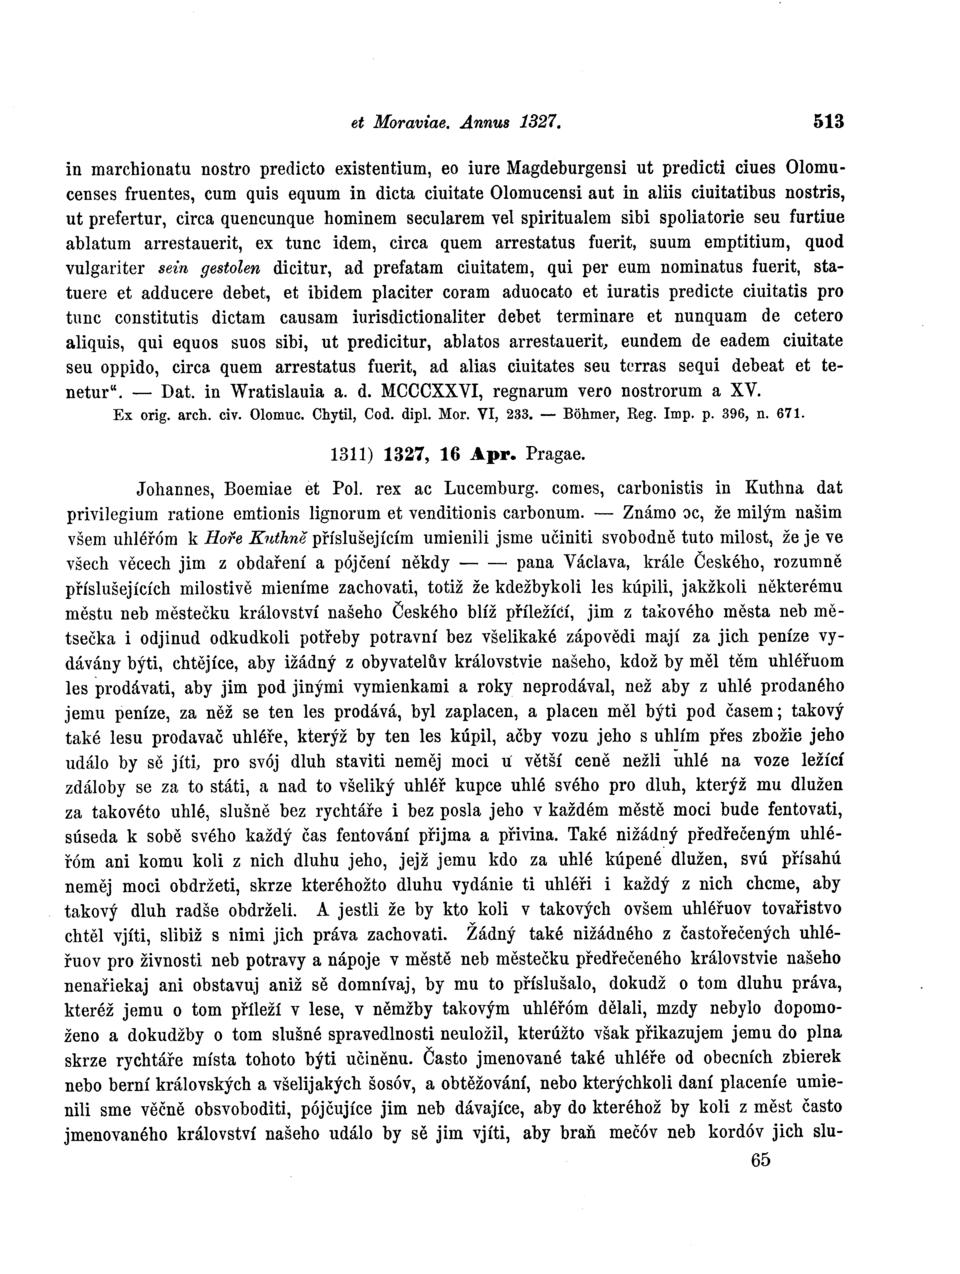 et Moraviae. Annus 1327. 513
in marchionatu nostro predicto existentium, eo iure Magdeburgensi ut predicti ciues Olomu-
censes fruentes, cum quis equum in dicta ciuitate Olomucensi aut in aliis ciuitatibus nostris,
ut prefertur, circa quencunque hominem secularem vel spiritualem sibi spoliatorie seu furtiue
ablatum arrestauerit, ex tunc idem, circa quem arrestatus fuerit, suum emptitium, quod
vulgariter sein gestolen dicitur, ad prefatam ciuitatem, qui per eum nominatus fuerit, sta-
tuere et adducere debet, et ibidem placiter coram aduocato et iuratis predicte ciuitatis pro
tunc constitutis dictam causam iurisdictionaliter debet terminare et nunquam de cetero
aliquis, qui equos suos sibi, ut predicitur, ablatos arrestauerit, eundem de eadem ciuitate
seu oppido, circa quem arrestatus fuerit, ad alias ciuitates seu terras sequi debeat et te-
netur“. — Dat. in Wratislauia a. d. MCCCXXVI, regnarum vero nostrorum a XV.
Ex orig. arch. civ. Olomuc. Chytil, Cod. dipl. Mor. VI, 233. — Böhmer, Reg. Imp. p. 396, n. 671.
1311) 1327, 16 Apr. Pragae.
Johannes, Boemiae et Pol. rex ac Lucemburg. comes, carbonistis in Kuthna dat
privilegium ratione emtionis lignorum et venditionis carbonum. — Známo ɔc, že milým našim
všem uhléřóm k Hoře Kuthně příslušejícím umienili jsme učiniti svobodně tuto milost, že je ve
všech věcech jim z obdaření a pójčení někdy — — pana Václava, krále Českého, rozumně
příslušejících milostivě mieníme zachovati, totiž že kdežbykoli les kúpili, jakžkoli některému
městu neb městečku království našeho Českého blíž příležící, jim z takového města neb mě-
tsečka i odjinud odkudkoli potřeby potravní bez všelikaké zápovědi mají za jich peníze vy-
dávány býti, chtějíce, aby ižádný z obyvatelův královstvie našeho, kdož by měl těm uhléřuom
les prodávati, aby jim pod jinými vymienkami a roky neprodával, než aby z uhlé prodaného
jemu peníze, za něž se ten les prodává, byl zaplacen, a placen měl býti pod časem; takový
také lesu prodavač uhléře, kterýž by ten les kúpil, ačby vozu jeho s uhlím přes zbožie jeho
událo by sě jíti, pro svój dluh staviti neměj moci u větší ceně nežli uhlé na voze ležící
zdáloby se za to státi, a nad to všeliký uhléř kupce uhlé svého pro dluh, kterýž mu dlužen
za takovéto uhlé, slušně bez rychtáře i bez posla jeho v každém městě moci bude fentovati,
súseda k sobě svého každý čas fentování přijma a přivina. Také nižádný předřečeným uhlé-
řóm ani komu koli z nich dluhu jeho, jejž jemu kdo za uhlé kúpené dlužen, svú přísahú
neměj moci obdržeti, skrze kteréhožto dluhu vydánie ti uhléři i každý z nich chcme, aby
takový dluh radše obdrželi. A jestli že by kto koli v takových ovšem uhléřuov tovařistvo
chtěl vjíti, slibiž s nimi jich práva zachovati. Žádný také nižádného z častořečených uhlé-
řuov pro živnosti neb potravy a nápoje v městě neb městečku předřečeného královstvie našeho
nenařiekaj ani obstavuj aniž sě domnívaj, by mu to příslušalo, dokudž o tom dluhu práva,
kteréž jemu o tom příleží v lese, v němžby takovým uhléřóm dělali, mzdy nebylo dopomo-
ženo a dokudžby o tom slušné spravedlnosti neuložil, kterúžto však přikazujem jemu do plna
skrze rychtáře místa tohoto býti učiněnu. Často jmenované také uhléře od obecních zbierek
nebo berní královských a všelijakých šosóv, a obtěžování, nebo kterýchkoli daní placeníe umie-
nili sme věčně obsvoboditi, pójčujíce jim neb dávajíce, aby do kteréhož by koli z měst často
jmenovaného království našeho událo by sě jim vjíti, aby braň mečóv neb kordóv jich slu-
65